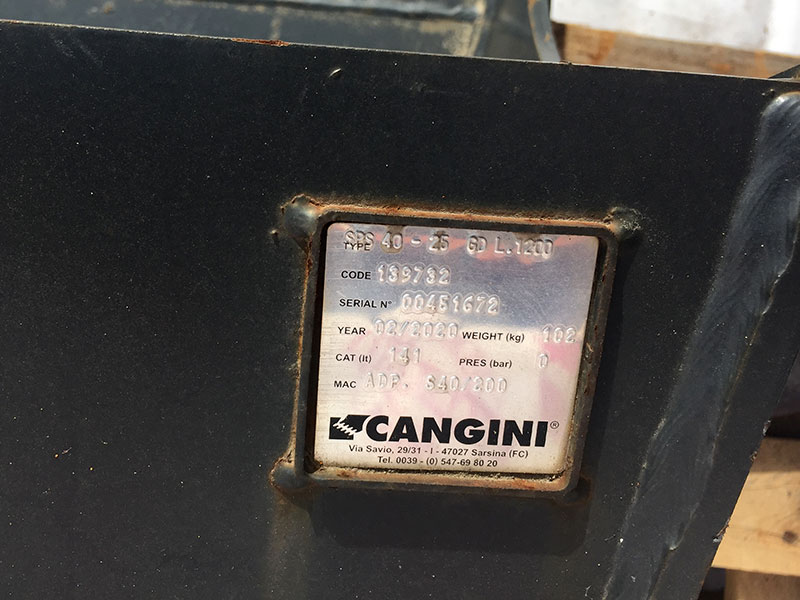 TYPE SPS 40 - 25 GD L.1200
CODE 139732
SERIAL N° 00451672
YEAR 02/2020 WEIGHT (kg) 102
CAT (lt) 141 PRES (bar) 0
MAC ADP. S40/200
CANGINI®
Via Savio, 29/31 - I - 47027 Sarsina (FC)
Tel. 0039 - (0) 547-69 80 20